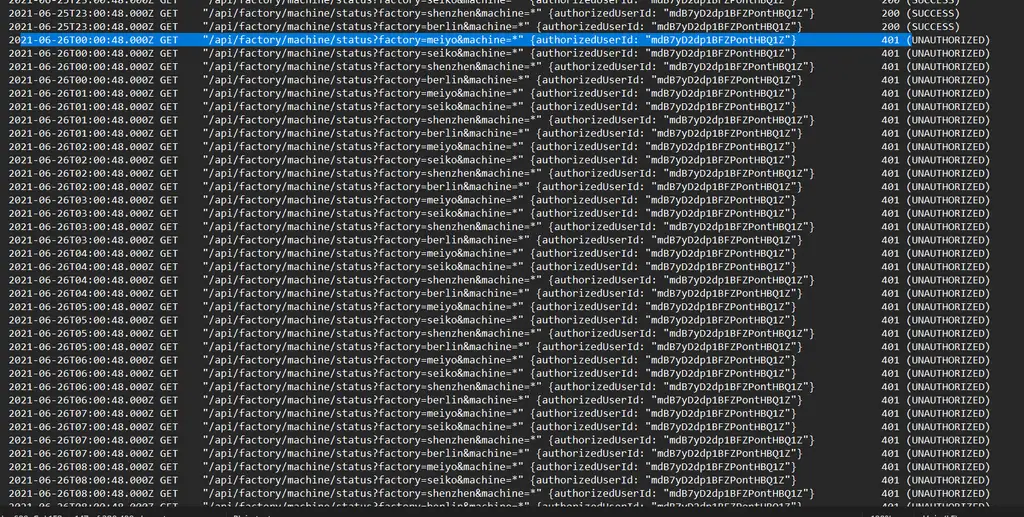 2021-06-25T23:00:48.000Z GET "/api/factory/machine/status?factory=seiko&machine=*" {authorizedUserId: "mdB7yD2dp1BFZPontHBQ1Z"} 200 (SUCCESS)
2021-06-25T23:00:48.000Z GET "/api/factory/machine/status?factory=shenzhen&machine=*" {authorizedUserId: "mdB7yD2dp1BFZPontHBQ1Z"} 200 (SUCCESS)
2021-06-25T23:00:48.000Z GET "/api/factory/machine/status?factory=berlin&machine=*" {authorizedUserId: "mdB7yD2dp1BFZPontHBQ1Z"} 200 (SUCCESS)
2021-06-26T00:00:48.000Z GET "/api/factory/machine/status?factory=meiyo&machine=*" {authorizedUserId: "mdB7yD2dp1BFZPontHBQ1Z"} 401 (UNAUTHORIZED)
2021-06-26T00:00:48.000Z GET "/api/factory/machine/status?factory=seiko&machine=*" {authorizedUserId: "mdB7yD2dp1BFZPontHBQ1Z"} 401 (UNAUTHORIZED)
2021-06-26T00:00:48.000Z GET "/api/factory/machine/status?factory=shenzhen&machine=*" {authorizedUserId: "mdB7yD2dp1BFZPontHBQ1Z"} 401 (UNAUTHORIZED)
2021-06-26T00:00:48.000Z GET "/api/factory/machine/status?factory=berlin&machine=*" {authorizedUserId: "mdB7yD2dp1BFZPontHBQ1Z"} 401 (UNAUTHORIZED)
2021-06-26T01:00:48.000Z GET "/api/factory/machine/status?factory=meiyo&machine=*" {authorizedUserId: "mdB7yD2dp1BFZPontHBQ1Z"} 401 (UNAUTHORIZED)
2021-06-26T01:00:48.000Z GET "/api/factory/machine/status?factory=seiko&machine=*" {authorizedUserId: "mdB7yD2dp1BFZPontHBQ1Z"} 401 (UNAUTHORIZED)
2021-06-26T01:00:48.000Z GET "/api/factory/machine/status?factory=shenzhen&machine=*" {authorizedUserId: "mdB7yD2dp1BFZPontHBQ1Z"} 401 (UNAUTHORIZED)
2021-06-26T01:00:48.000Z GET "/api/factory/machine/status?factory=berlin&machine=*" {authorizedUserId: "mdB7yD2dp1BFZPontHBQ1Z"} 401 (UNAUTHORIZED)
2021-06-26T02:00:48.000Z GET "/api/factory/machine/status?factory=meiyo&machine=*" {authorizedUserId: "mdB7yD2dp1BFZPontHBQ1Z"} 401 (UNAUTHORIZED)
2021-06-26T02:00:48.000Z GET "/api/factory/machine/status?factory=seiko&machine=*" {authorizedUserId: "mdB7yD2dp1BFZPontHBQ1Z"} 401 (UNAUTHORIZED)
2021-06-26T02:00:48.000Z GET "/api/factory/machine/status?factory=shenzhen&machine=*" {authorizedUserId: "mdB7yD2dp1BFZPontHBQ1Z"} 401 (UNAUTHORIZED)
2021-06-26T02:00:48.000Z GET "/api/factory/machine/status?factory=berlin&machine=*" {authorizedUserId: "mdB7yD2dp1BFZPontHBQ1Z"} 401 (UNAUTHORIZED)
2021-06-26T03:00:48.000Z GET "/api/factory/machine/status?factory=meiyo&machine=*" {authorizedUserId: "mdB7yD2dp1BFZPontHBQ1Z"} 401 (UNAUTHORIZED)
2021-06-26T03:00:48.000Z GET "/api/factory/machine/status?factory=seiko&machine=*" {authorizedUserId: "mdB7yD2dp1BFZPontHBQ1Z"} 401 (UNAUTHORIZED)
2021-06-26T03:00:48.000Z GET "/api/factory/machine/status?factory=shenzhen&machine=*" {authorizedUserId: "mdB7yD2dp1BFZPontHBQ1Z"} 401 (UNAUTHORIZED)
2021-06-26T03:00:48.000Z GET "/api/factory/machine/status?factory=berlin&machine=*" {authorizedUserId: "mdB7yD2dp1BFZPontHBQ1Z"} 401 (UNAUTHORIZED)
2021-06-26T04:00:48.000Z GET "/api/factory/machine/status?factory=meiyo&machine=*" {authorizedUserId: "mdB7yD2dp1BFZPontHBQ1Z"} 401 (UNAUTHORIZED)
2021-06-26T04:00:48.000Z GET "/api/factory/machine/status?factory=seiko&machine=*" {authorizedUserId: "mdB7yD2dp1BFZPontHBQ1Z"} 401 (UNAUTHORIZED)
2021-06-26T04:00:48.000Z GET "/api/factory/machine/status?factory=shenzhen&machine=*" {authorizedUserId: "mdB7yD2dp1BFZPontHBQ1Z"} 401 (UNAUTHORIZED)
2021-06-26T04:00:48.000Z GET "/api/factory/machine/status?factory=berlin&machine=*" {authorizedUserId: "mdB7yD2dp1BFZPontHBQ1Z"} 401 (UNAUTHORIZED)
2021-06-26T05:00:48.000Z GET "/api/factory/machine/status?factory=meiyo&machine=*" {authorizedUserId: "mdB7yD2dp1BFZPontHBQ1Z"} 401 (UNAUTHORIZED)
2021-06-26T05:00:48.000Z GET "/api/factory/machine/status?factory=seiko&machine=*" {authorizedUserId: "mdB7yD2dp1BFZPontHBQ1Z"} 401 (UNAUTHORIZED)
2021-06-26T05:00:48.000Z GET "/api/factory/machine/status?factory=shenzhen&machine=*" {authorizedUserId: "mdB7yD2dp1BFZPontHBQ1Z"} 401 (UNAUTHORIZED)
2021-06-26T05:00:48.000Z GET "/api/factory/machine/status?factory=berlin&machine=*" {authorizedUserId: "mdB7yD2dp1BFZPontHBQ1Z"} 401 (UNAUTHORIZED)
2021-06-26T06:00:48.000Z GET "/api/factory/machine/status?factory=meiyo&machine=*" {authorizedUserId: "mdB7yD2dp1BFZPontHBQ1Z"} 401 (UNAUTHORIZED)
2021-06-26T06:00:48.000Z GET "/api/factory/machine/status?factory=seiko&machine=*" {authorizedUserId: "mdB7yD2dp1BFZPontHBQ1Z"} 401 (UNAUTHORIZED)
2021-06-26T06:00:48.000Z GET "/api/factory/machine/status?factory=shenzhen&machine=*" {authorizedUserId: "mdB7yD2dp1BFZPontHBQ1Z"} 401 (UNAUTHORIZED)
2021-06-26T06:00:48.000Z GET "/api/factory/machine/status?factory=berlin&machine=*" {authorizedUserId: "mdB7yD2dp1BFZPontHBQ1Z"} 401 (UNAUTHORIZED)
2021-06-26T07:00:48.000Z GET "/api/factory/machine/status?factory=meiyo&machine=*" {authorizedUserId: "mdB7yD2dp1BFZPontHBQ1Z"} 401 (UNAUTHORIZED)
2021-06-26T07:00:48.000Z GET "/api/factory/machine/status?factory=seiko&machine=*" {authorizedUserId: "mdB7yD2dp1BFZPontHBQ1Z"} 401 (UNAUTHORIZED)
2021-06-26T07:00:48.000Z GET "/api/factory/machine/status?factory=shenzhen&machine=*" {authorizedUserId: "mdB7yD2dp1BFZPontHBQ1Z"} 401 (UNAUTHORIZED)
2021-06-26T07:00:48.000Z GET "/api/factory/machine/status?factory=berlin&machine=*" {authorizedUserId: "mdB7yD2dp1BFZPontHBQ1Z"} 401 (UNAUTHORIZED)
2021-06-26T08:00:48.000Z GET "/api/factory/machine/status?factory=meiyo&machine=*" {authorizedUserId: "mdB7yD2dp1BFZPontHBQ1Z"} 401 (UNAUTHORIZED)
2021-06-26T08:00:48.000Z GET "/api/factory/machine/status?factory=seiko&machine=*" {authorizedUserId: "mdB7yD2dp1BFZPontHBQ1Z"} 401 (UNAUTHORIZED)
2021-06-26T08:00:48.000Z GET "/api/factory/machine/status?factory=shenzhen&machine=*" {authorizedUserId: "mdB7yD2dp1BFZPontHBQ1Z"} 401 (UNAUTHORIZED)
2021-06-26T08:00:48.000Z GET "/api/factory/machine/status?factory=berlin&machine=*" {authorizedUserId: "mdB7yD2dp1BFZPontHBQ1Z"} 401 (UNAUTHORIZED)